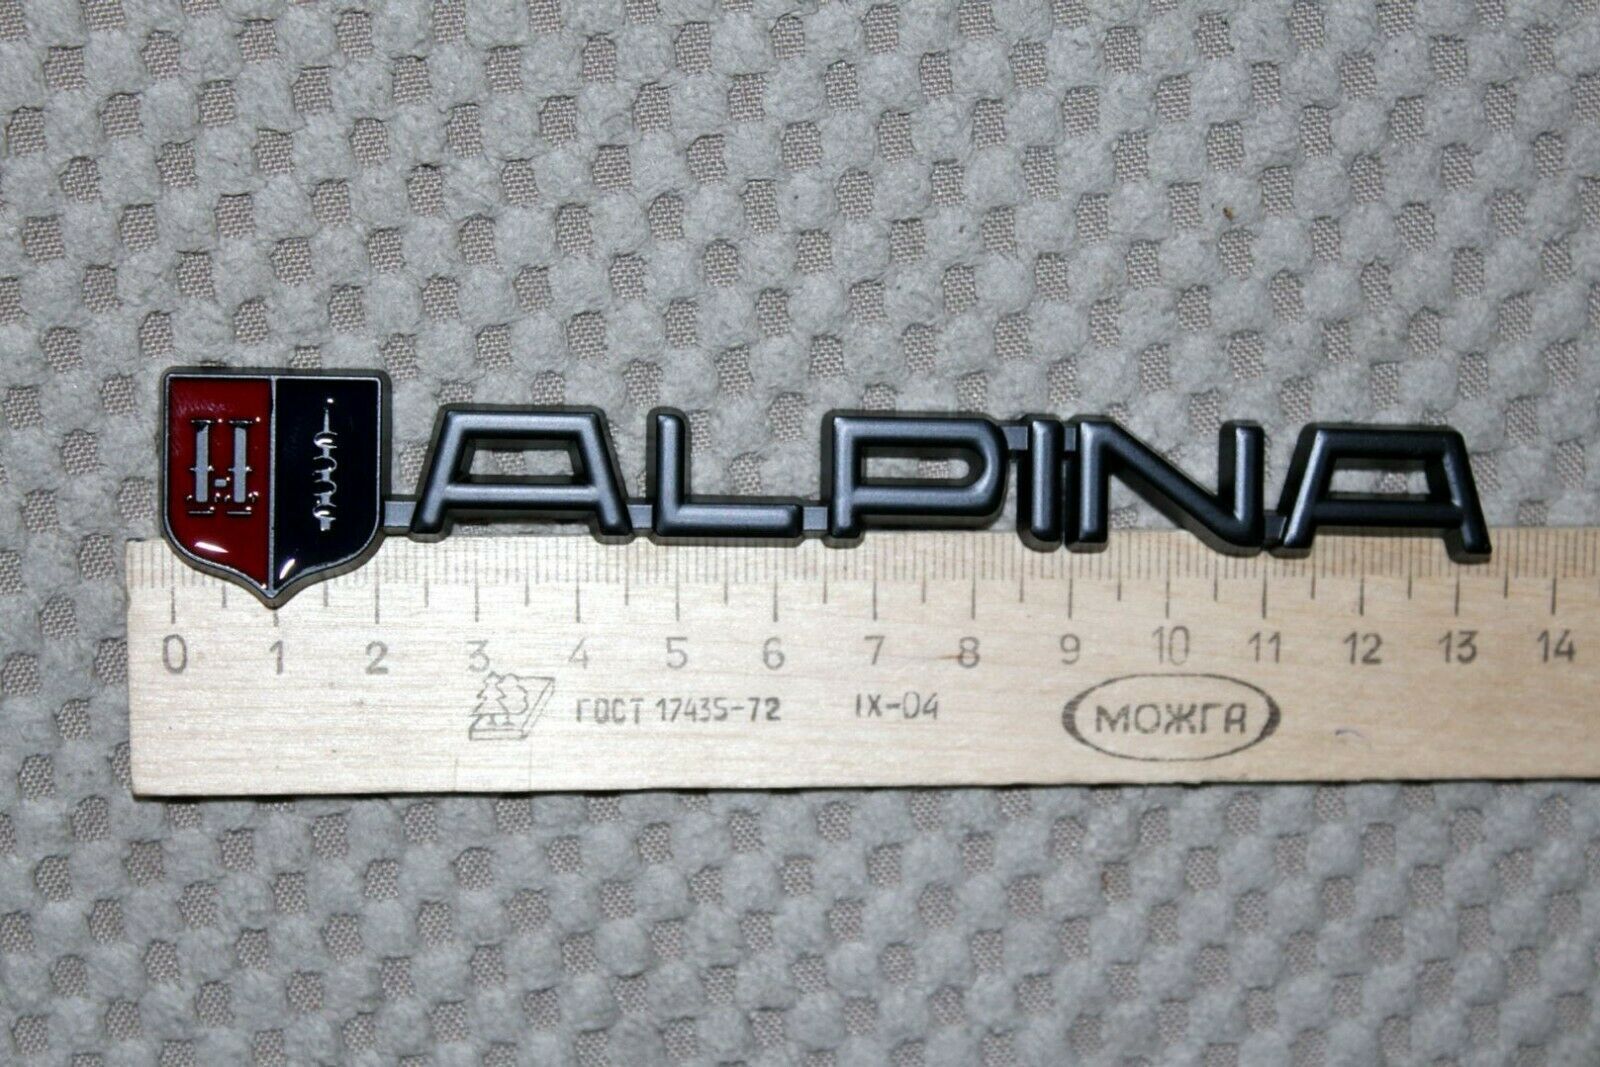 ALPINA
0 1 2 3 4 5 6 7 8 9 10 11 12 13 14
ГОСТ 17435-72 IX-04 МОЖГА